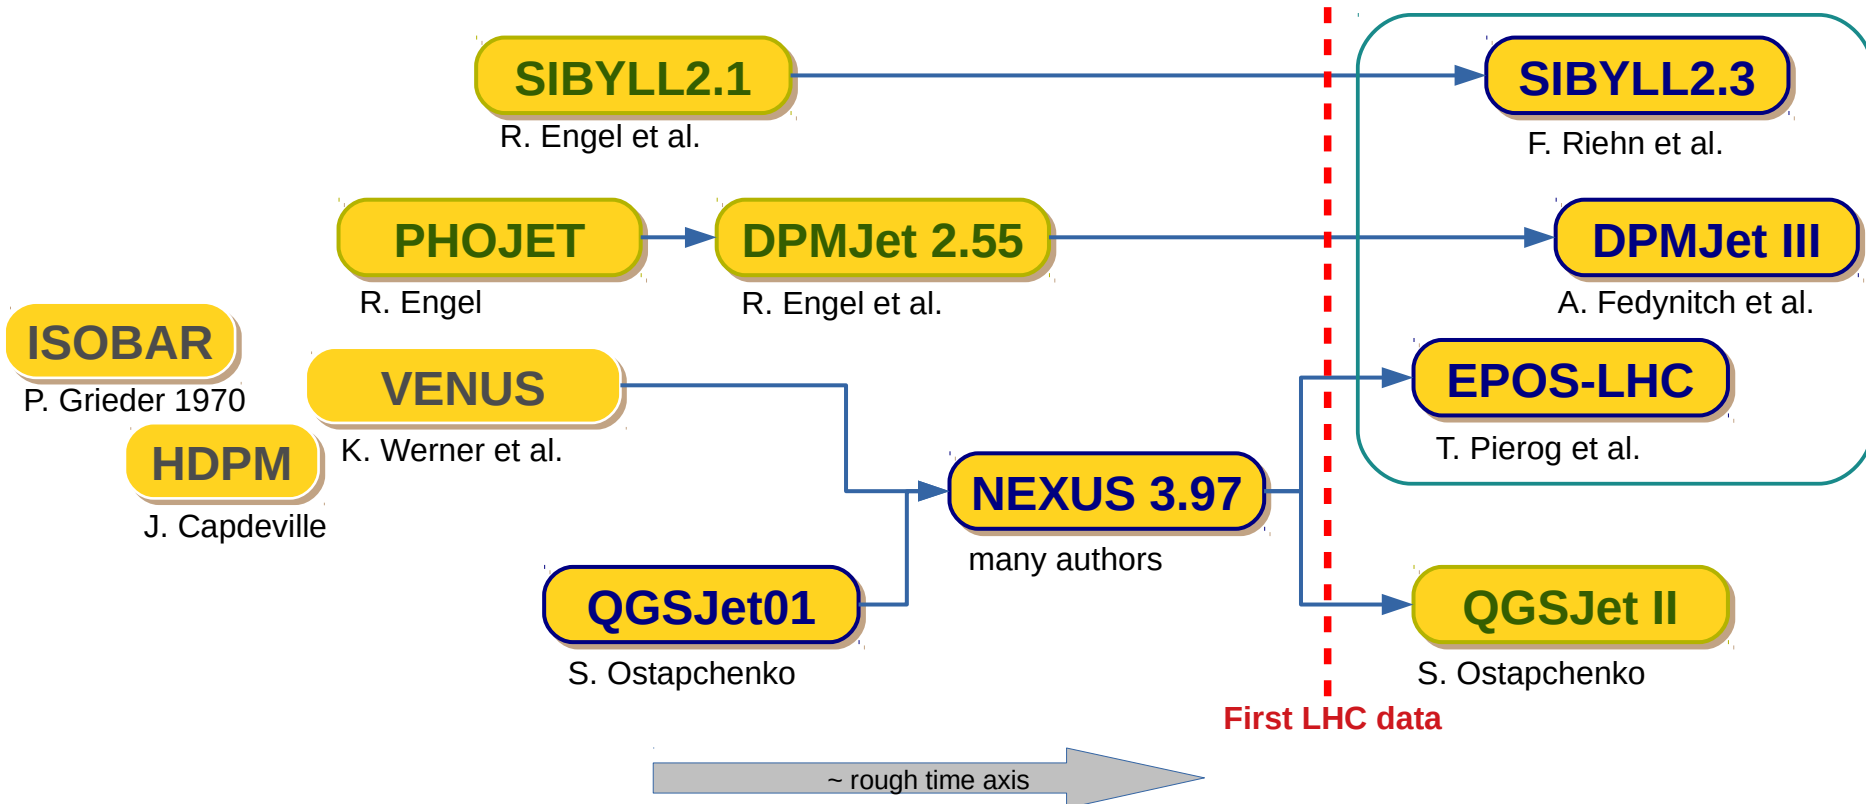 SIBYLL2.1
R. Engel et al.
SIBYLL2.3
F. Riehn et al.
PHOJET
R. Engel
DPMJet 2.55
R. Engel et al.
DPMJet III
A. Fedynitch et al.
ISOBAR
P. Grieder 1970
VENUS
K. Werner et al.
EPOS-LHC
T. Pierog et al.
HDPM
J. Capdeville
NEXUS 3.97
many authors
QGSJet01
S. Ostapchenko
QGSJet II
S. Ostapchenko
First LHC data
~ rough time axis